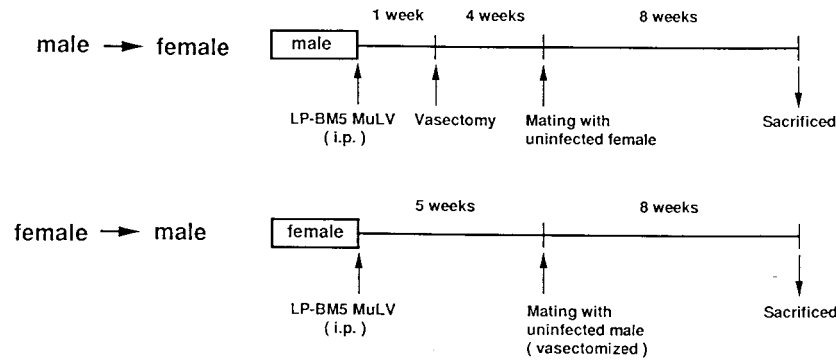 1 week 4 weeks 8 weeks
male → female male
LP-BM5 MuLV Vasectomy Mating with Sacrificed
( i.p. ) uninfected female
5 weeks 8 weeks
female → male female
LP-BM5 MuLV Mating with Sacrificed
( i.p. ) uninfected male
( vasectomized )